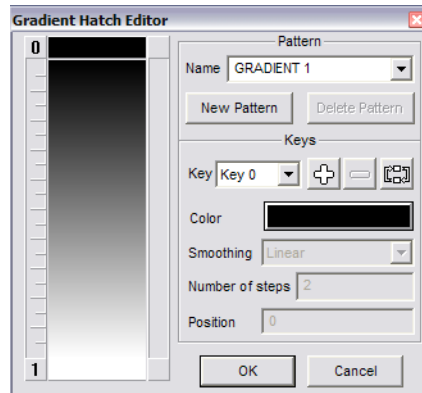 Gradient Hatch Editor
0
1
Pattern
Name GRADIENT 1
New Pattern Delete Pattern
Keys
Key Key 0
Color
Smoothing Linear
Number of steps 2
Position 0
OK Cancel